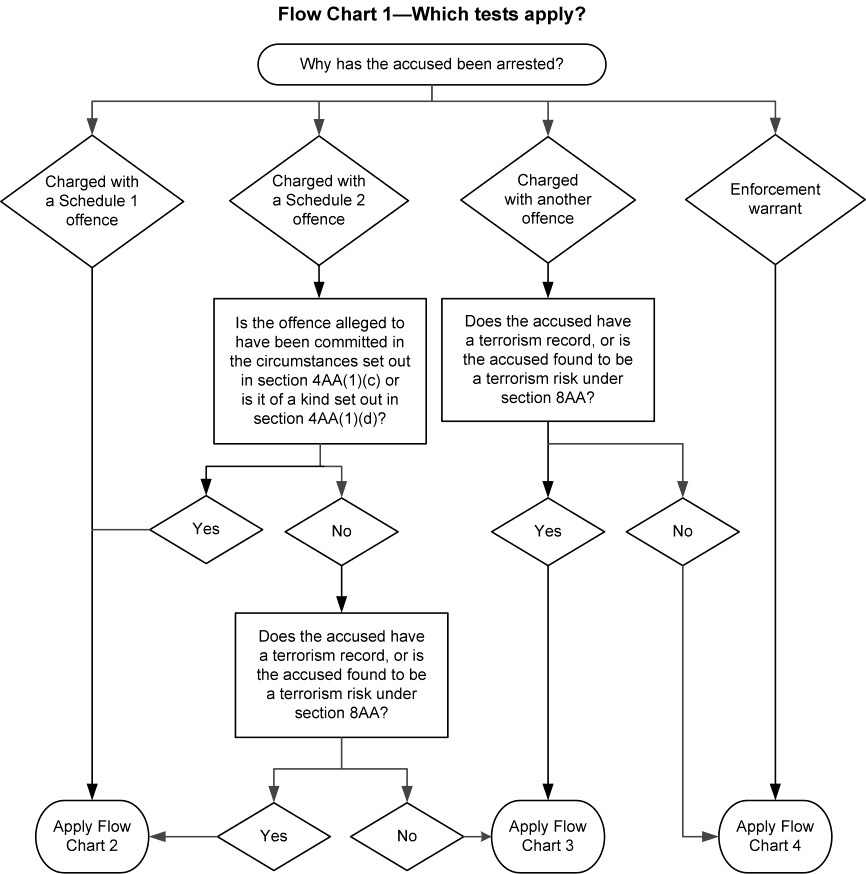 Flow Chart 1—Which tests apply?
Why has the accused been arrested?
Charged with
a Schedule 1
offence
Charged with
a Schedule 2
offence
Charged
with another
offence
Enforcement
warrant
Is the offence alleged to
have been committed in
the circumstances set out
in section 4AA(1)(c) or
is it of a kind set out in
section 4AA(1)(d)?
Does the accused have
a terrorism record, or is
the accused found to be
a terrorism risk under
section 8AA?
Yes
No
Yes
No
Does the accused have
a terrorism record, or is
the accused found to be
a terrorism risk under
section 8AA?
Apply Flow
Chart 2
Yes
No
Apply Flow
Chart 3
Apply Flow
Chart 4